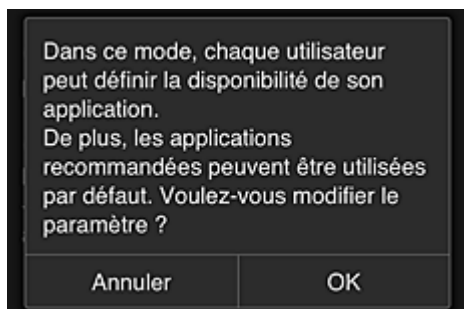 Dans ce mode, chaque utilisateur
peut définir la disponibilité de son
application.
De plus, les applications
recommandées peuvent être utilisées
par défaut. Voulez-vous modifier le
paramètre ?
Annuler OK